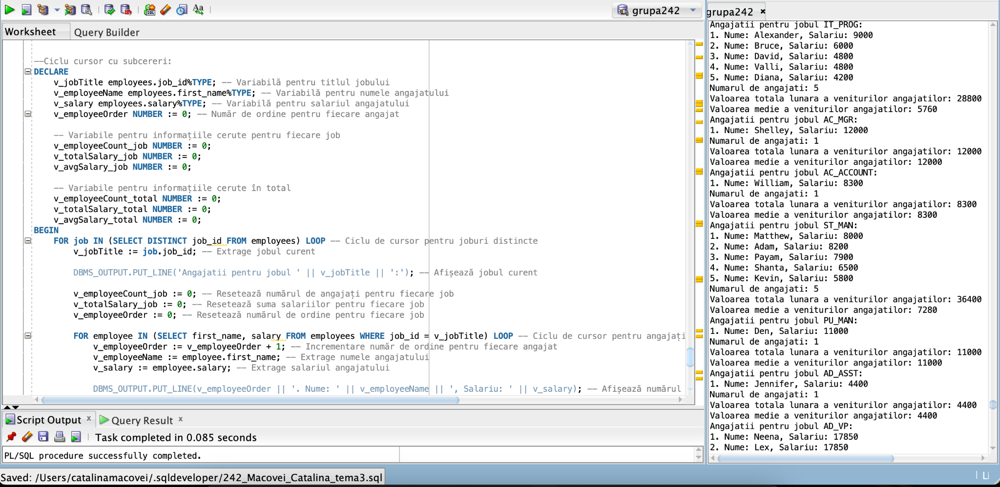 grupa242
Worksheet
Query Builder
--Ciclu cursor cu subcereri:
DECLARE
v_jobTitle employees.job_id%TYPE; -- Variabilă pentru titlul jobului
v_employeeName employees.first_name%TYPE; -- Variabilă pentru numele angajatului
v_salary employees.salary%TYPE; -- Variabilă pentru salariul angajatului
v_employeeOrder NUMBER := 0; -- Număr de ordine pentru fiecare angajat
-- Variabile pentru informațiile cerute pentru fiecare job
v_employeeCount_job NUMBER := 0;
v_totalSalary_job NUMBER := 0;
v_avgSalary_job NUMBER := 0;
-- Variabile pentru informațiile cerute în total
v_employeeCount_total NUMBER := 0;
v_totalSalary_total NUMBER := 0;
v_avgSalary_total NUMBER := 0;
BEGIN
FOR job IN (SELECT DISTINCT job_id FROM employees) LOOP -- Ciclu de cursor pentru joburi distincte
v_jobTitle := job.job_id; -- Extrage jobul curent
DBMS_OUTPUT.PUT_LINE('Angajatii pentru jobul ' || v_jobTitle || ':'); -- Afișează jobul curent
v_employeeCount_job := 0; -- Resetează numărul de angajați pentru fiecare job
v_totalSalary_job := 0; -- Resetează suma salariilor pentru fiecare job
v_employeeOrder := 0; -- Resetează numărul de ordine pentru fiecare job
FOR employee IN (SELECT first_name, salary FROM employees WHERE job_id = v_jobTitle) LOOP -- Ciclu de cursor pentru angajați
v_employeeOrder := v_employeeOrder + 1; -- Incrementare număr de ordine pentru fiecare angajat
v_employeeName := employee.first_name; -- Extrage numele angajatului
v_salary := employee.salary; -- Extrage salariul angajatului
DBMS_OUTPUT.PUT_LINE(v_employeeOrder || '. Nume: ' || v_employeeName || ', Salariu: ' || v_salary); -- Afișează numărul
Script Output
Query Result
Task completed in 0.085 seconds
PL/SQL procedure successfully completed.
Saved: /Users/catalinamacovei/.sqldeveloper/242_Macovei_Catalina_tema3.sql
grupa242
Angajatii pentru jobul IT_PROG:
1. Nume: Alexander, Salariu: 9000
2. Nume: Bruce, Salariu: 6000
3. Nume: David, Salariu: 4800
4. Nume: Valli, Salariu: 4800
5. Nume: Diana, Salariu: 4200
Numarul de angajati: 5
Valoarea totala lunara a veniturilor angajatilor: 28800
Valoarea medie a veniturilor angajatilor: 5760
Angajatii pentru jobul AC_MGR:
1. Nume: Shelley, Salariu: 12000
Numarul de angajati: 1
Valoarea totala lunara a veniturilor angajatilor: 12000
Valoarea medie a veniturilor angajatilor: 12000
Angajatii pentru jobul AC_ACCOUNT:
1. Nume: William, Salariu: 8300
Numarul de angajati: 1
Valoarea totala lunara a veniturilor angajatilor: 8300
Valoarea medie a veniturilor angajatilor: 8300
Angajatii pentru jobul ST_MAN:
1. Nume: Matthew, Salariu: 8000
2. Nume: Adam, Salariu: 8200
3. Nume: Payam, Salariu: 7900
4. Nume: Shanta, Salariu: 6500
5. Nume: Kevin, Salariu: 5800
Numarul de angajati: 5
Valoarea totala lunara a veniturilor angajatilor: 36400
Valoarea medie a veniturilor angajatilor: 7280
Angajatii pentru jobul PU_MAN:
1. Nume: Den, Salariu: 11000
Numarul de angajati: 1
Valoarea totala lunara a veniturilor angajatilor: 11000
Valoarea medie a veniturilor angajatilor: 11000
Angajatii pentru jobul AD_ASST:
1. Nume: Jennifer, Salariu: 4400
Numarul de angajati: 1
Valoarea totala lunara a veniturilor angajatilor: 4400
Valoarea medie a veniturilor angajatilor: 4400
Angajatii pentru jobul AD_VP:
1. Nume: Neena, Salariu: 17850
2. Nume: Lex, Salariu: 17850
Li